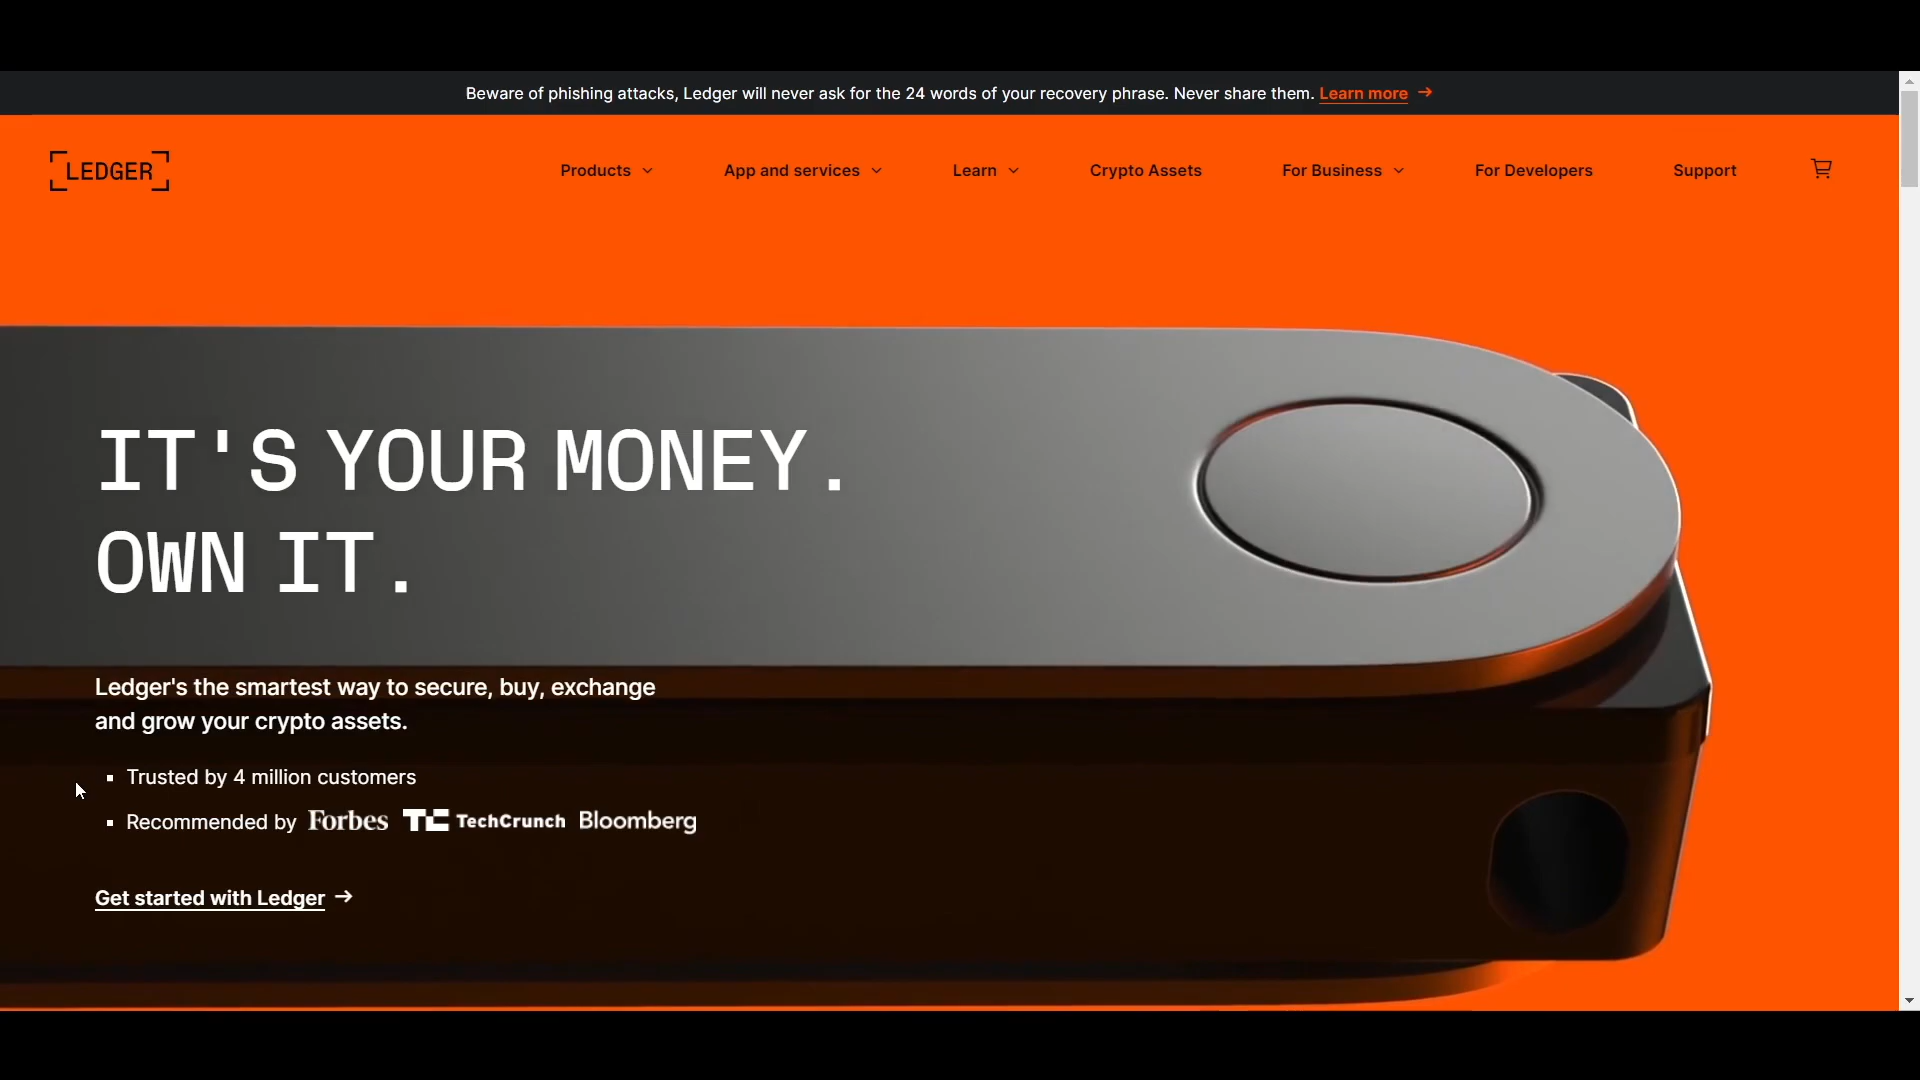 Beware of phishing attacks, Ledger will never ask for the 24 words of your recovery phrase. Never share them. Learn more →
LEDGER
Products
App and services
Learn
Crypto Assets
For Business
For Developers
Support
IT'S YOUR MONEY.
OWN IT.
Ledger's the smartest way to secure, buy, exchange
and grow your crypto assets.
▪ Trusted by 4 million customers
▪ Recommended by Forbes TC TechCrunch Bloomberg
Get started with Ledger →